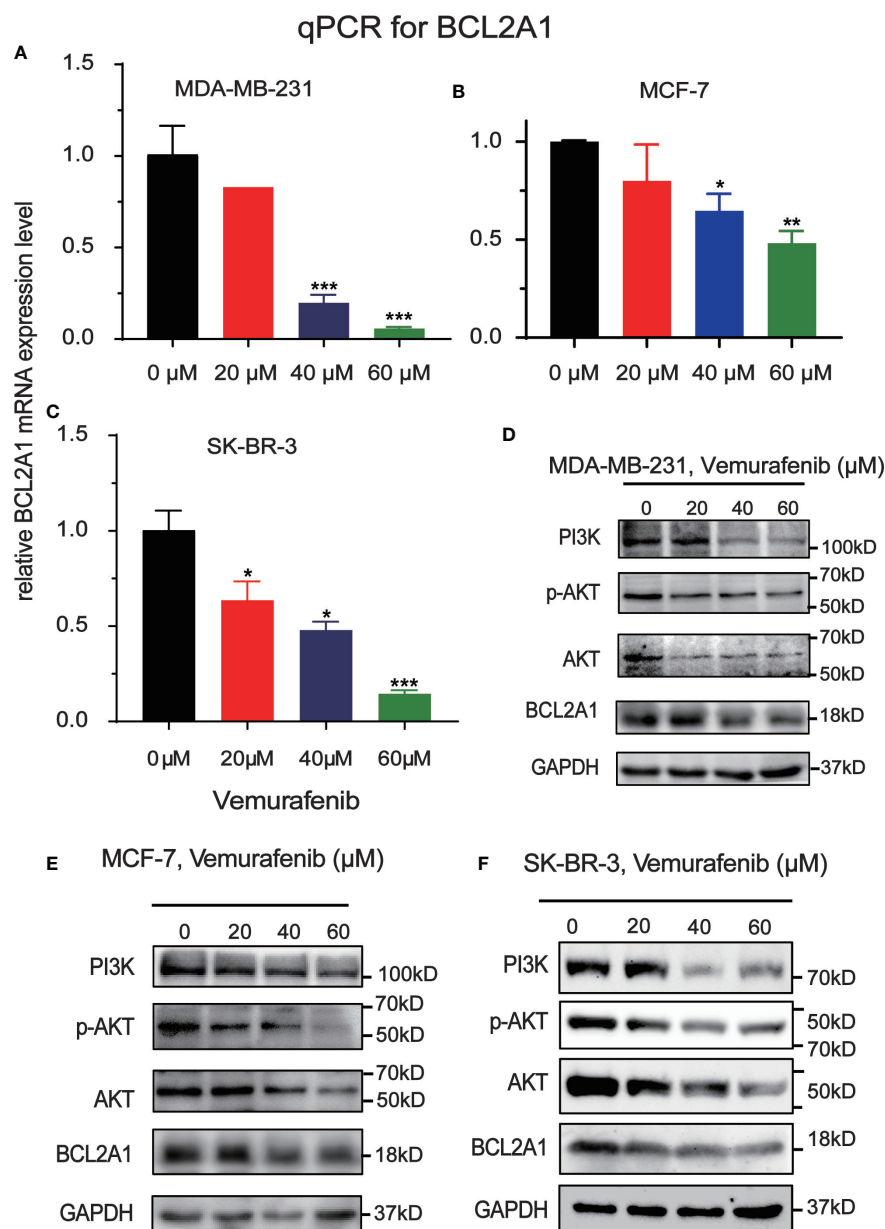 qPCR for BCL2A1
A
MDA-MB-231
relative BCL2A1 mRNA expression level
1.5
1.0
0.5
0.0
***
***
0 µM 20 µM 40 µM 60 µM
B
MCF-7
1.0
0.5
0.0
*
**
0 µM 20 µM 40 µM 60 µM
C
SK-BR-3
1.5
1.0
0.5
0.0
*
*
***
0 µM 20µM 40µM 60µM
Vemurafenib
D
MDA-MB-231, Vemurafenib (µM)
0 20 40 60
PI3K
100kD
p-AKT
70kD
50kD
AKT
70kD
50kD
BCL2A1
18kD
GAPDH
37kD
E
MCF-7, Vemurafenib (µM)
0 20 40 60
PI3K
100kD
p-AKT
70kD
50kD
AKT
70kD
50kD
BCL2A1
18kD
GAPDH
37kD
F
SK-BR-3, Vemurafenib (µM)
0 20 40 60
PI3K
70kD
p-AKT
50kD
70kD
AKT
50kD
BCL2A1
18kD
GAPDH
37kD